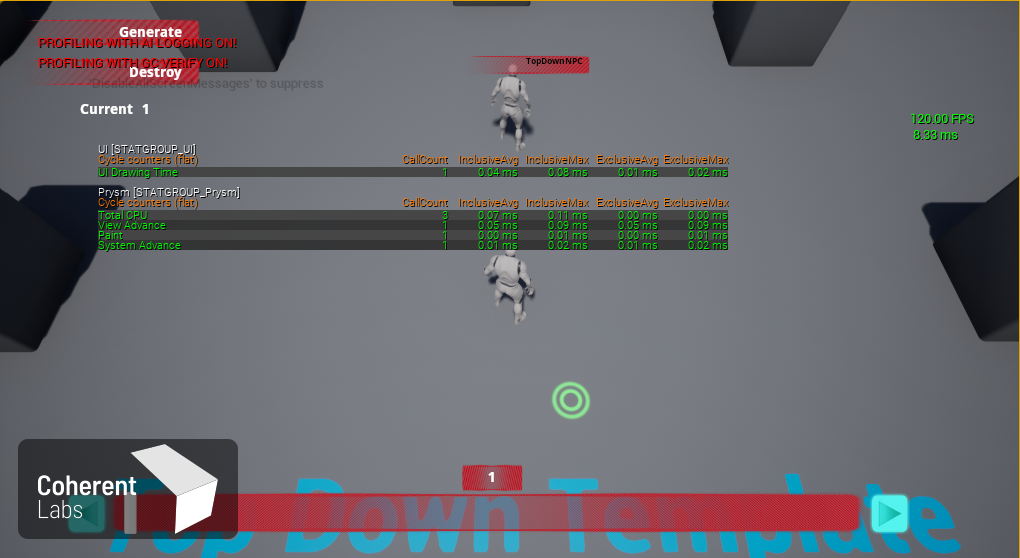 Generate
PROFILING WITH AI LOGGING ON!
PROFILING WITH GC VERIFY ON!
Destroy
'DisableAllScreenMessages' to suppress
Current 1
TopDownNPC
120.00 FPS
8.33 ms
UI [STATGROUP_UI]
Cycle counters (flat) CallCount InclusiveAvg InclusiveMax ExclusiveAvg ExclusiveMax
UI Drawing Time 1 0.04 ms 0.08 ms 0.01 ms 0.02 ms
Prysm [STATGROUP_Prysm]
Cycle counters (flat) CallCount InclusiveAvg InclusiveMax ExclusiveAvg ExclusiveMax
Total CPU 3 0.07 ms 0.11 ms 0.00 ms 0.00 ms
View Advance 1 0.05 ms 0.09 ms 0.05 ms 0.09 ms
Paint 1 0.00 ms 0.01 ms 0.00 ms 0.01 ms
System Advance 1 0.01 ms 0.02 ms 0.01 ms 0.02 ms
Coherent
Labs
1
Top Down Template